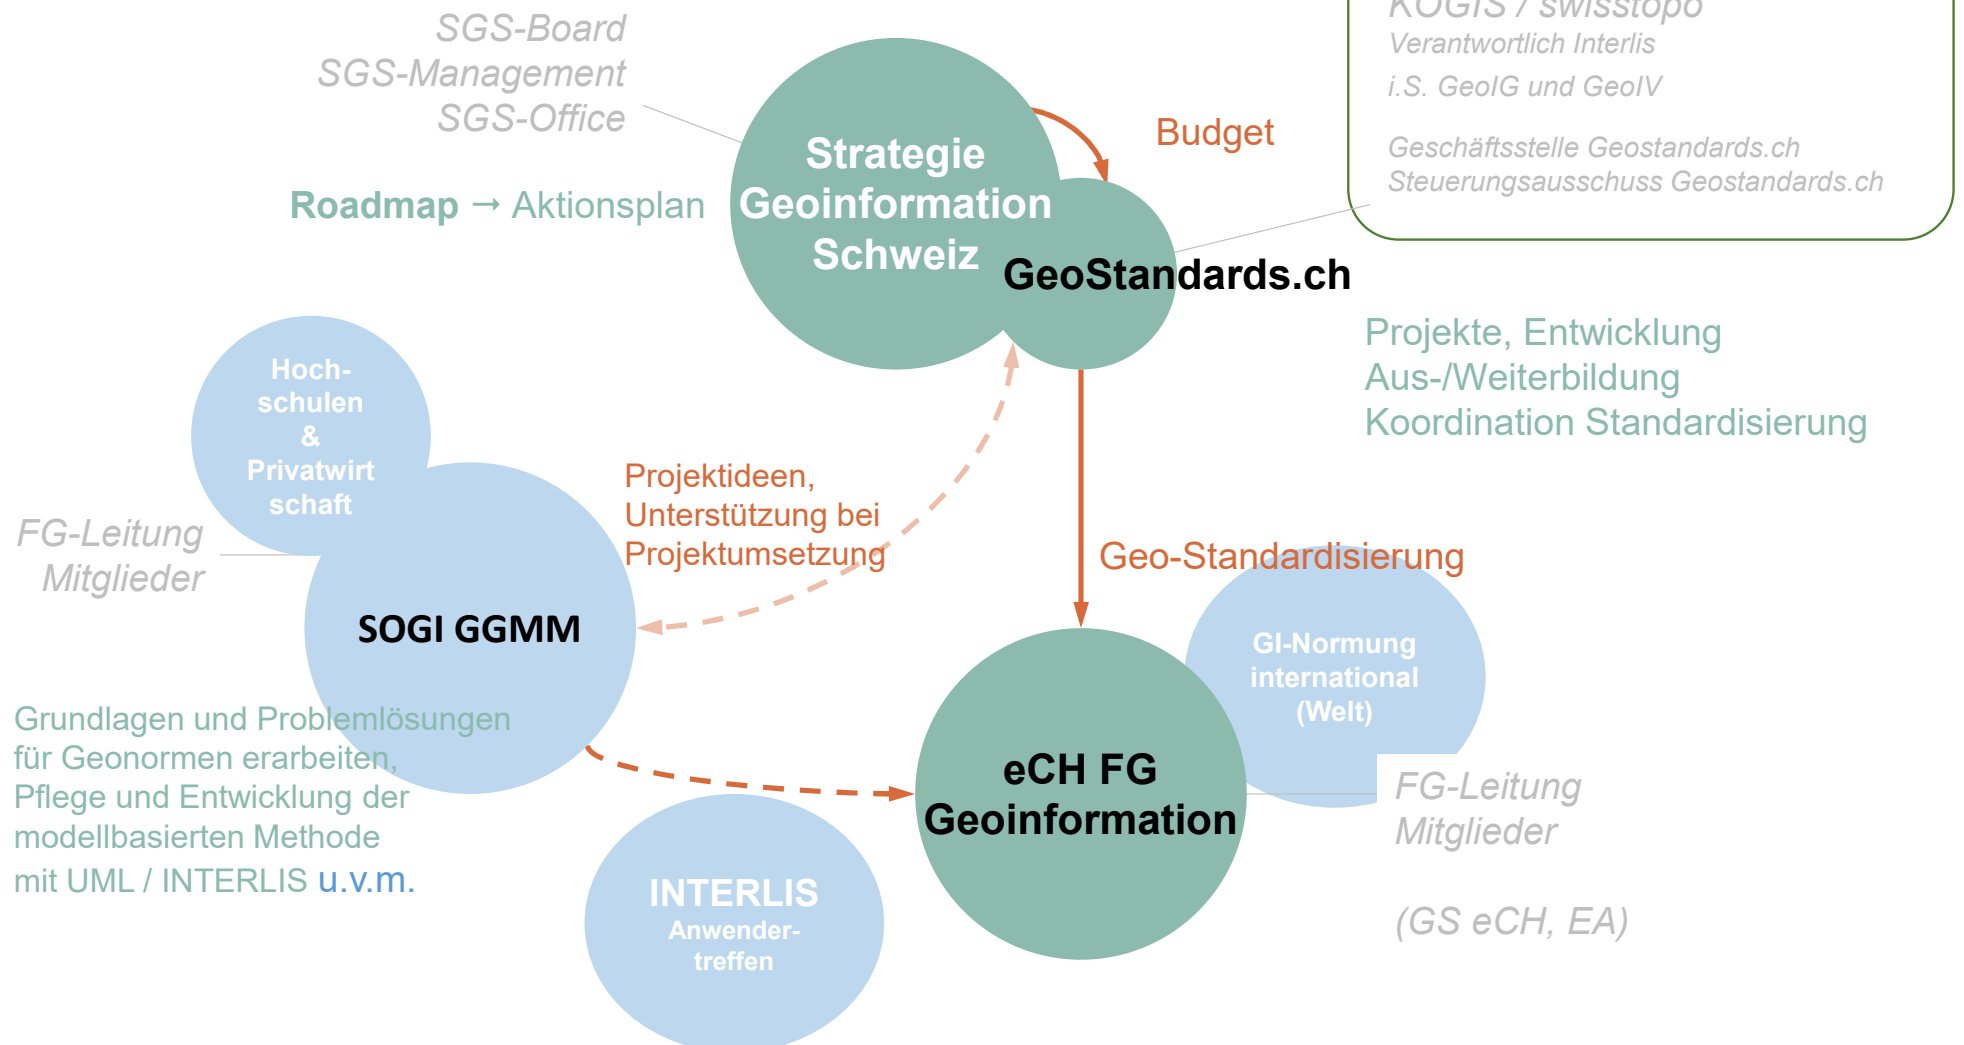 SGS-Board
SGS-Management
SGS-Office
Roadmap → Aktionsplan
Strategie
Geoinformation
Schweiz
Budget
KOGIS / swisstopo
Verantwortlich Interlis
i.S. GeoIG und GeoIV
Geschäftsstelle Geostandards.ch
Steuerungsausschuss Geostandards.ch
GeoStandards.ch
Projekte, Entwicklung
Aus-/Weiterbildung
Koordination Standardisierung
Hoch-
schulen
&
Privatwirt
schaft
FG-Leitung
Mitglieder
Projektideen,
Unterstützung bei
Projektumsetzung
Geo-Standardisierung
SOGI GGMM
GI-Normung
international
(Welt)
Grundlagen und Problemlösungen
für Geonormen erarbeiten,
Pflege und Entwicklung der
modellbasierten Methode
mit UML / INTERLIS u.v.m.
eCH FG
Geoinformation
FG-Leitung
Mitglieder
(GS eCH, EA)
INTERLIS
Anwender-
treffen